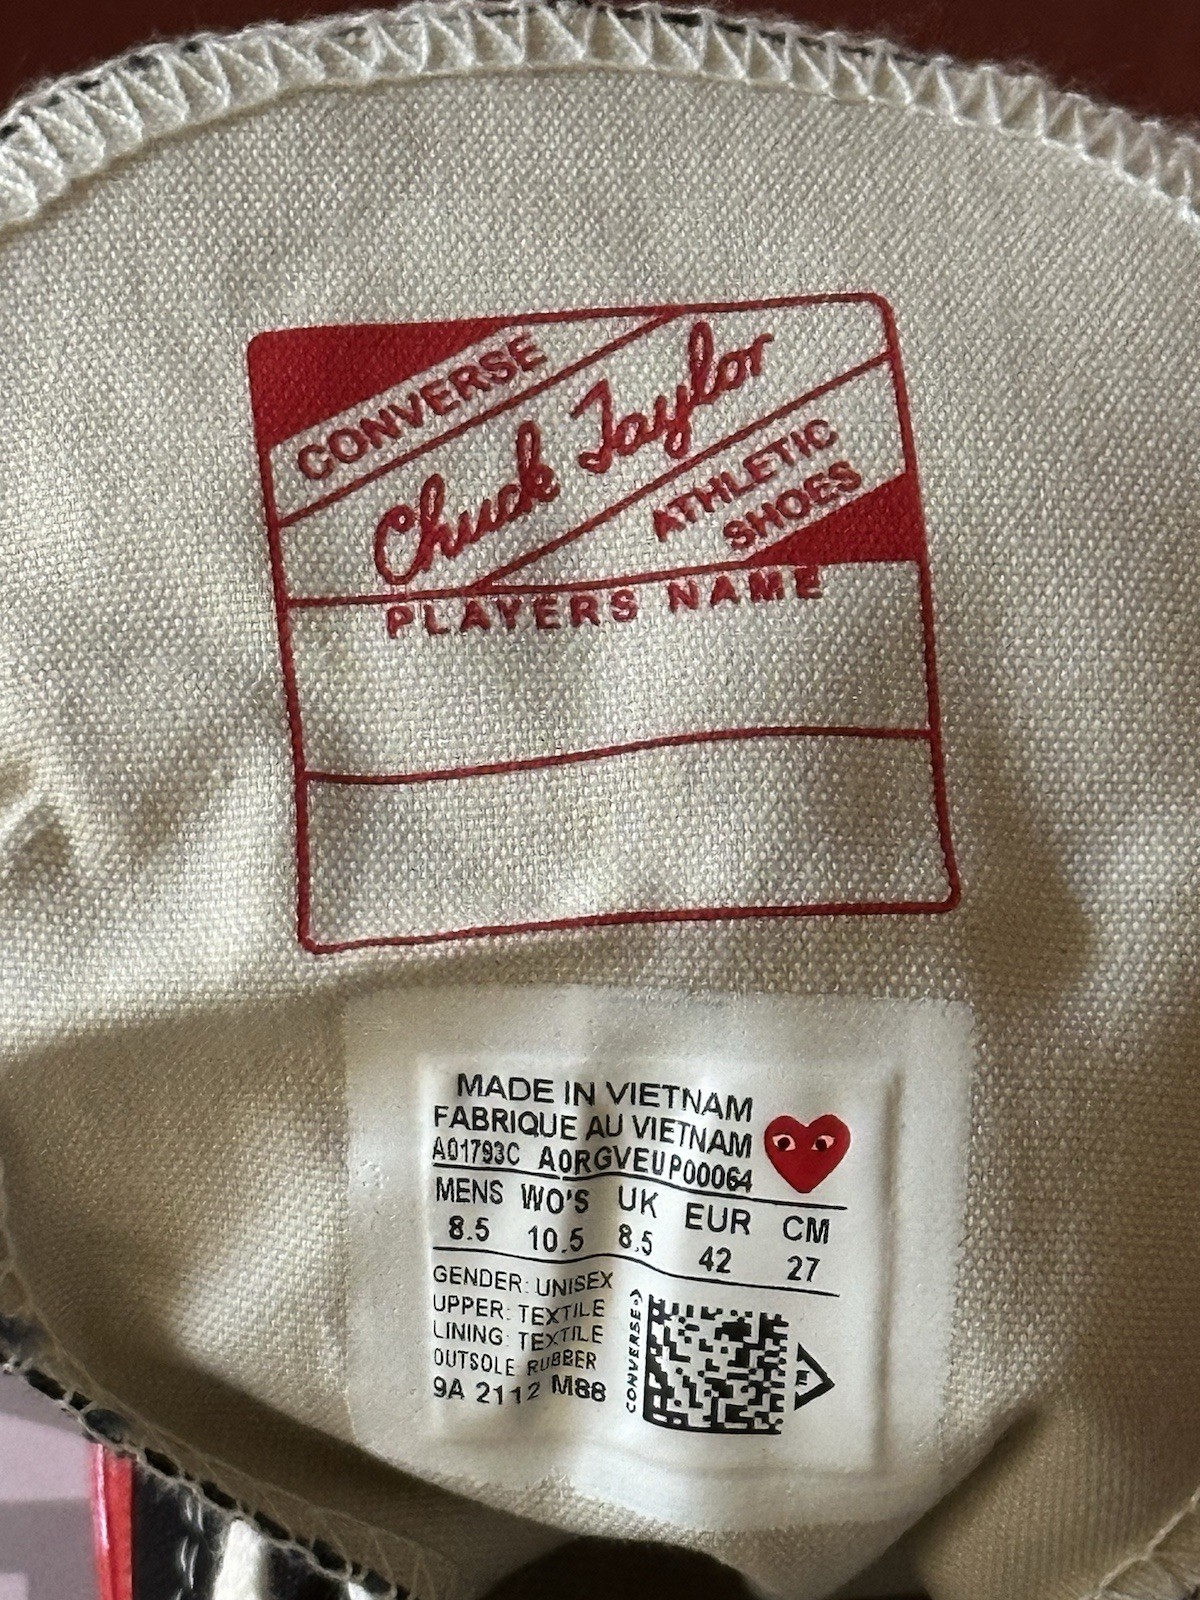 CONVERSE
Chuck Taylor
ATHLETIC
SHOES
PLAYERS NAME
MADE IN VIETNAM
FABRIQUE AU VIETNAM
A01793C A0RGVEUP00064
MENS WO'S UK EUR CM
8.5 10.5 8.5 42 27
GENDER: UNISEX
UPPER: TEXTILE
LINING: TEXTILE
OUTSOLE RUBBER
9A 2112 M88
CONVERSE